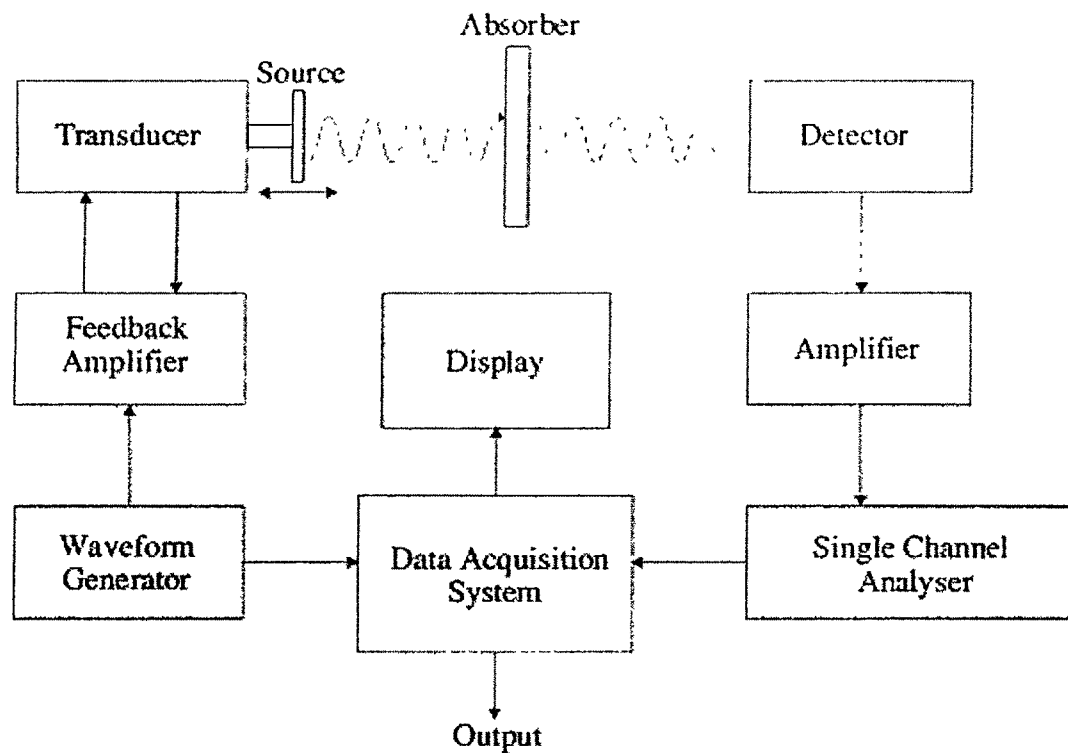 Absorber
Source
Transducer
Detector
Feedback
Amplifier
Display
Amplifier
Waveform
Generator
Data Acquisition
System
Single Channel
Analyser
Output